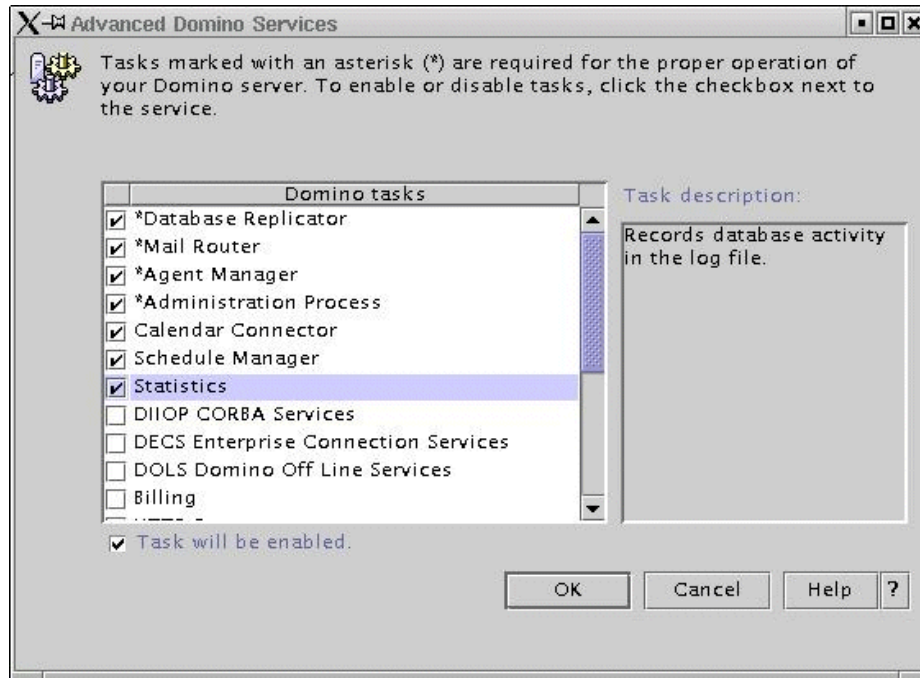 Advanced Domino Services
Tasks marked with an asterisk (*) are required for the proper operation of
your Domino server. To enable or disable tasks, click the checkbox next to
the service.
Domino tasks
*Database Replicator
*Mail Router
*Agent Manager
*Administration Process
Calendar Connector
Schedule Manager
Statistics
DIIOP CORBA Services
DECS Enterprise Connection Services
DOLS Domino Off Line Services
Billing
Task description:
Records database activity
in the log file.
Task will be enabled.
OK
Cancel
Help
?